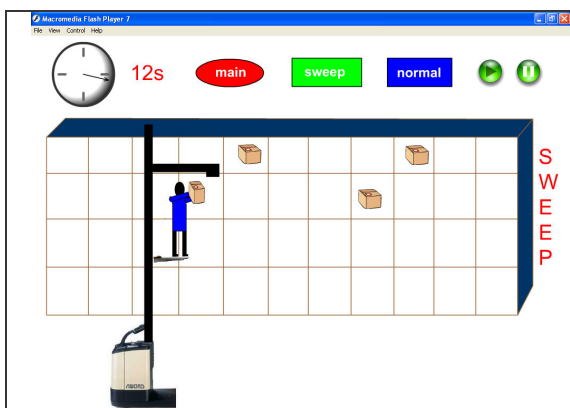 Macromedia Flash Player 7
File View Control Help
12s
main
sweep
normal
S
W
E
E
P